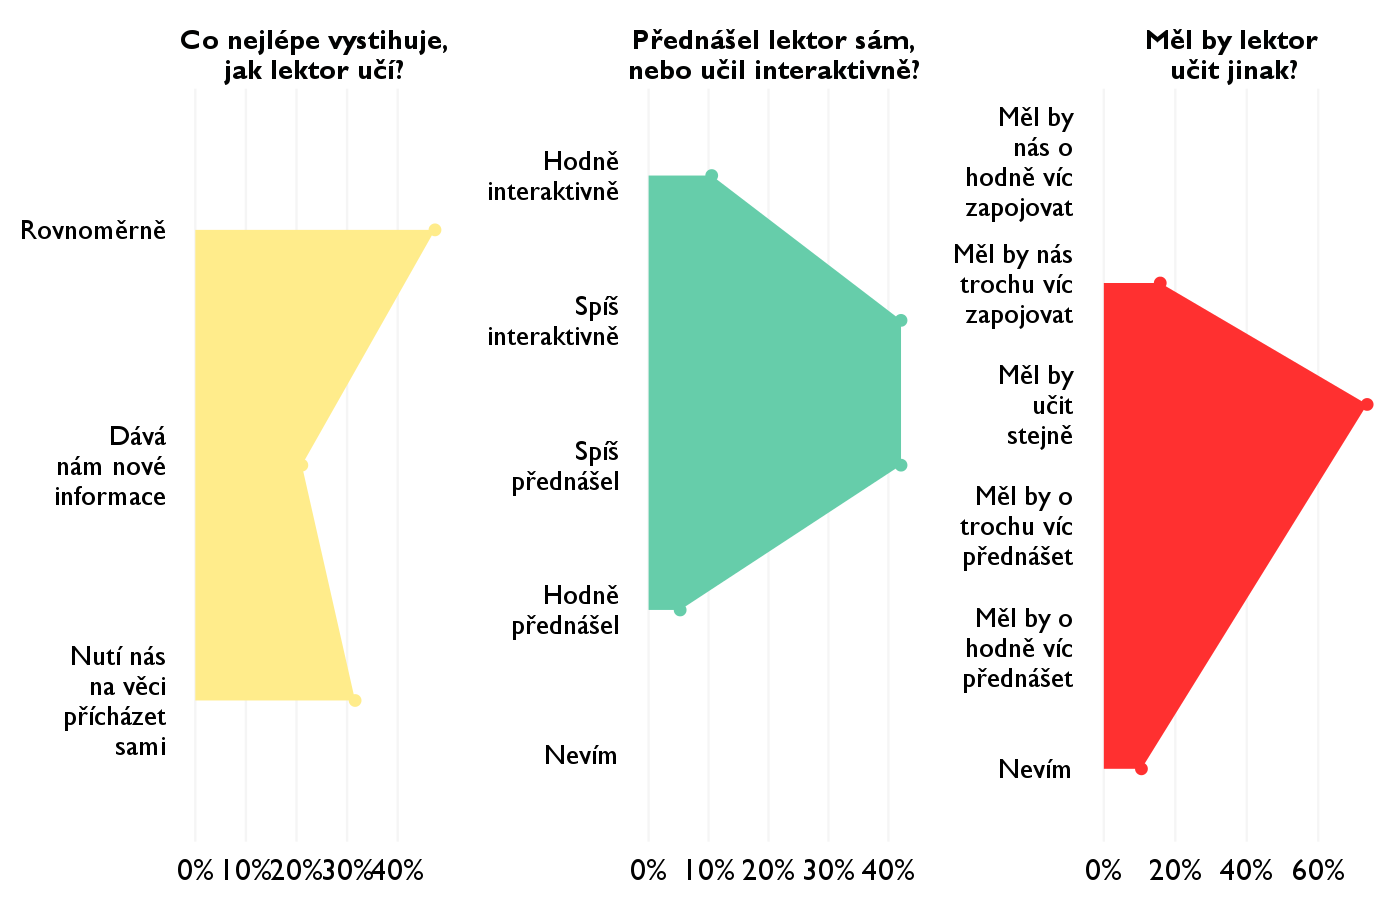 Co nejlépe vystihuje,
jak lektor učí?
Rovnoměrně
Dává
nám nové
informace
Nutí nás
na věci
přícházet
sami
0% 10% 20% 30% 40%
Přednášel lektor sám,
nebo učil interaktivně?
Hodně
interaktivně
Spíš
interaktivně
Spíš
přednášel
Hodně
přednášel
Nevím
0% 10% 20% 30% 40%
Měl by lektor
učit jinak?
Měl by
nás o
hodně víc
zapojovat
Měl by nás
trochu víc
zapojovat
Měl by
učit
stejně
Měl by o
trochu víc
přednášet
Měl by o
hodně víc
přednášet
Nevím
0% 20% 40% 60%